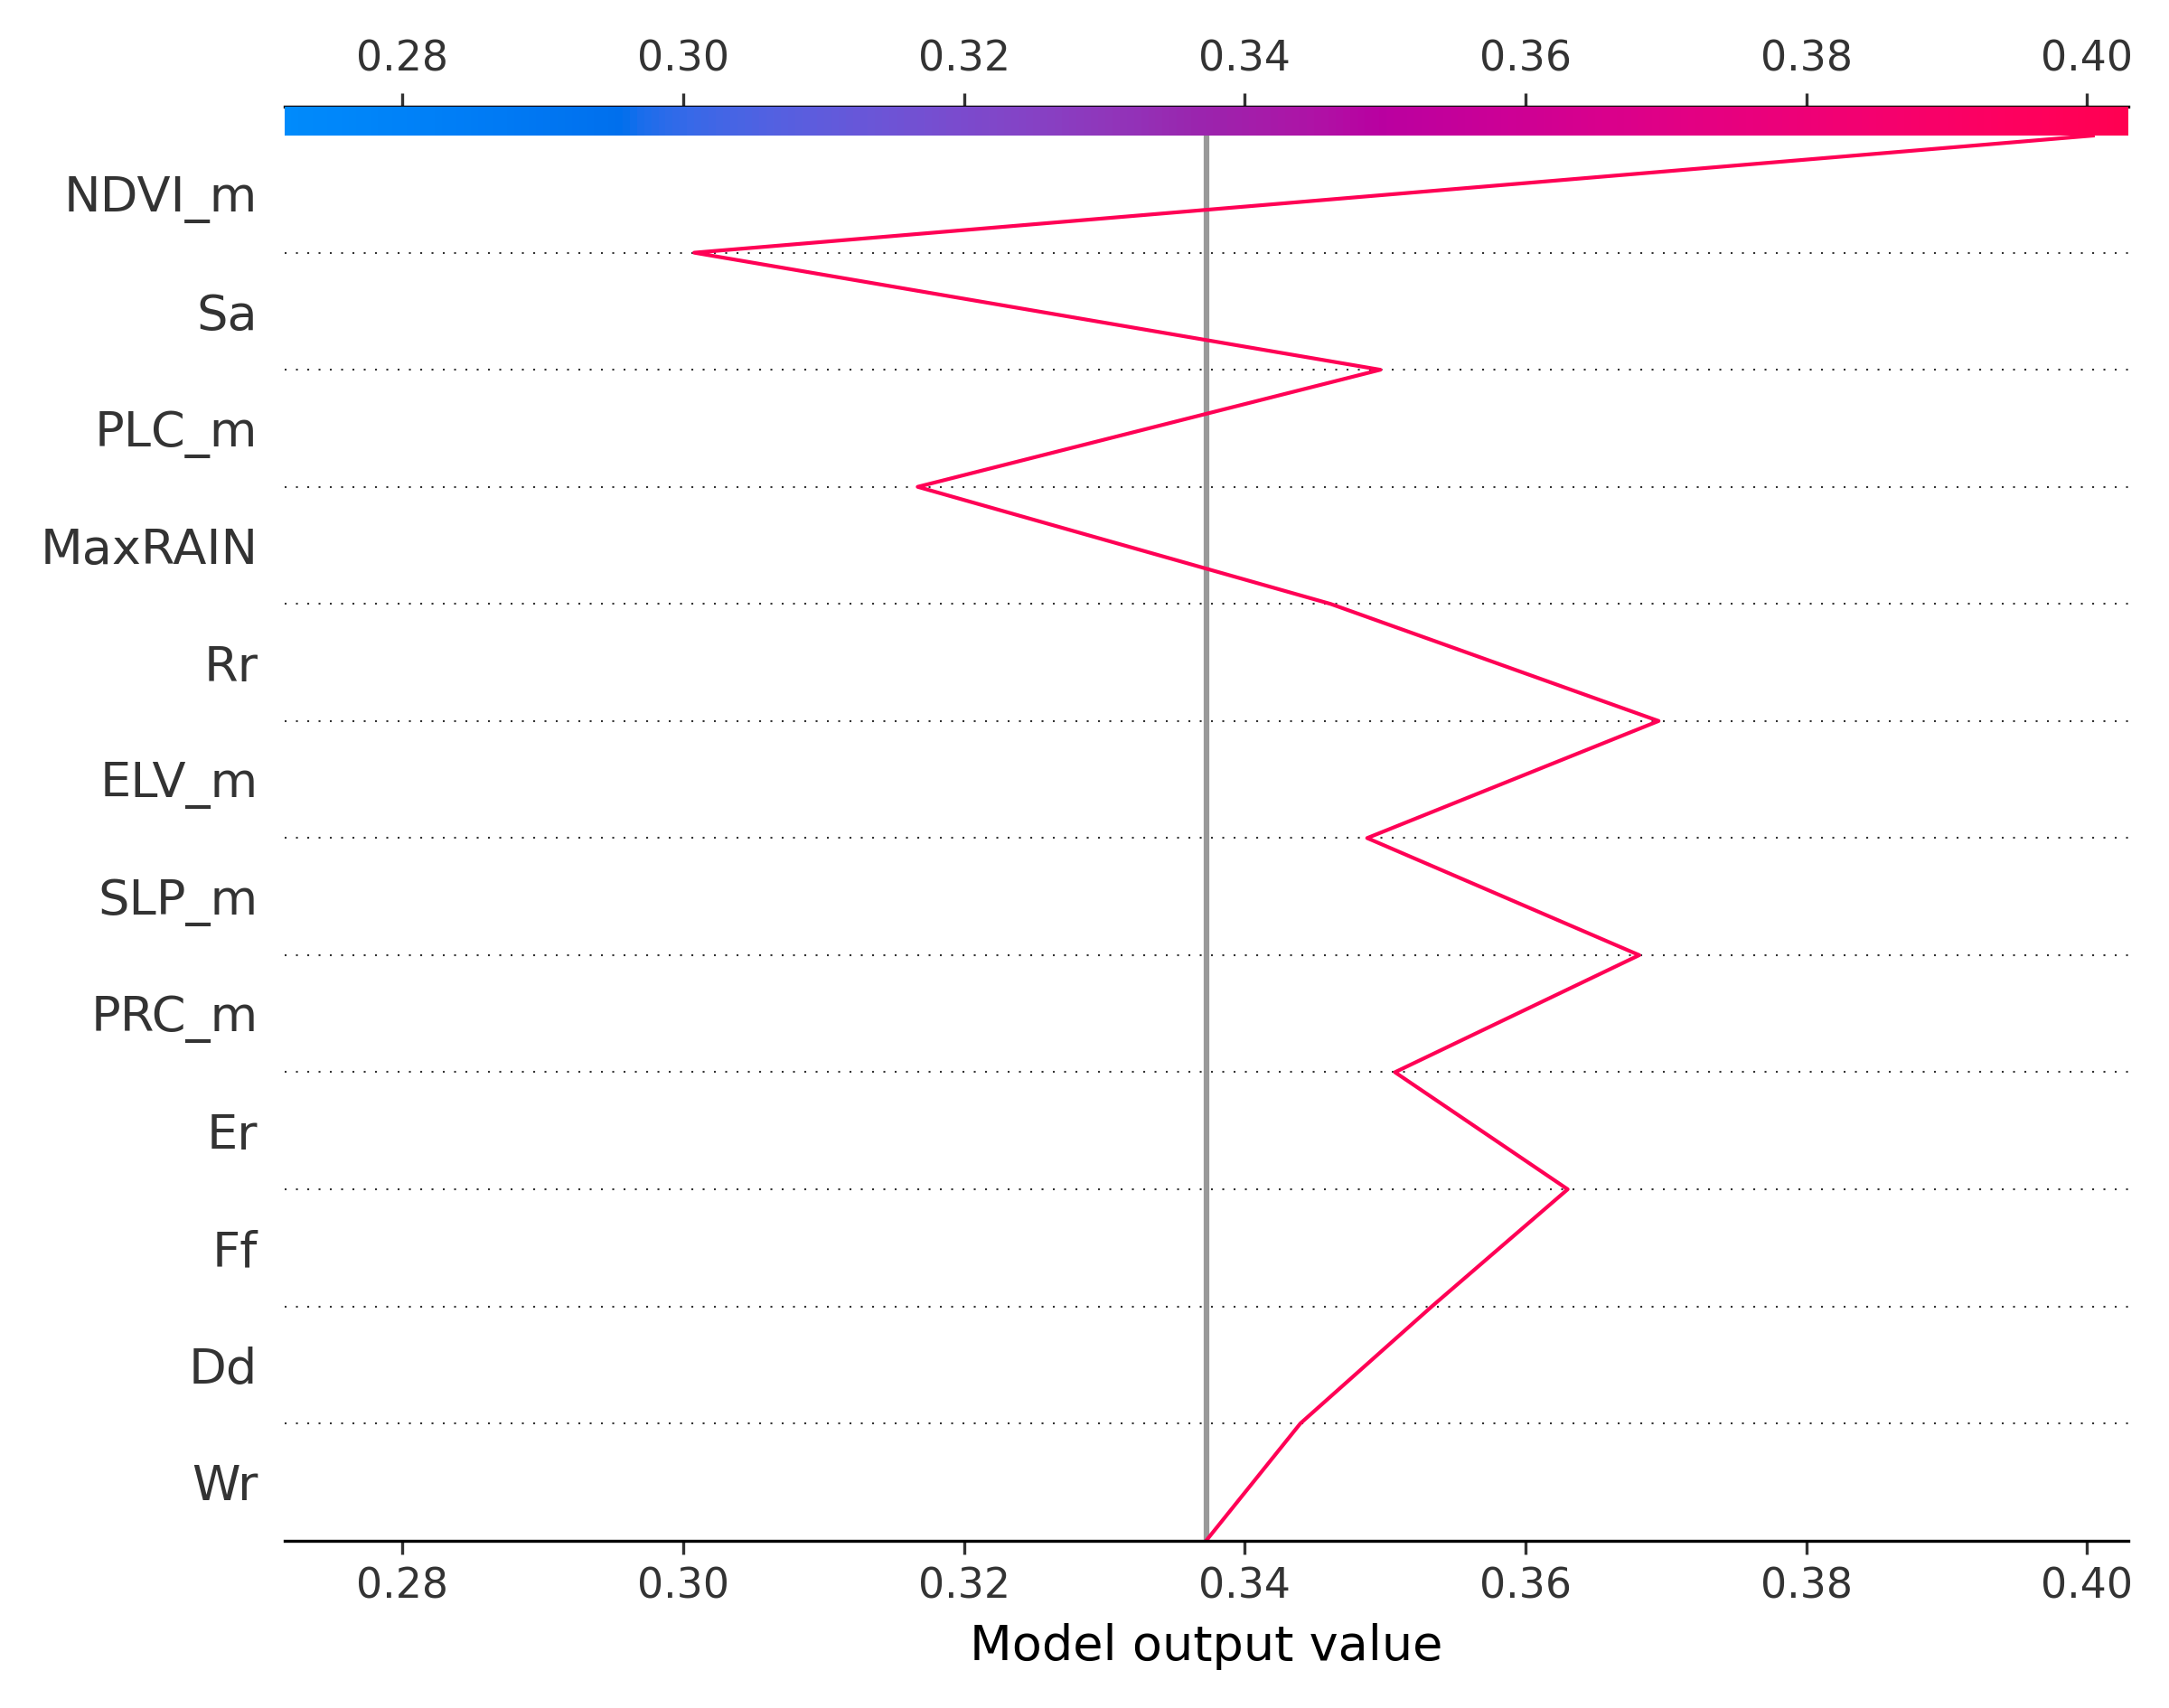 0.28 0.30 0.32 0.34 0.36 0.38 0.40
NDVI_m
Sa
PLC_m
MaxRAIN
Rr
ELV_m
SLP_m
PRC_m
Er
Ff
Dd
Wr
0.28 0.30 0.32 0.34 0.36 0.38 0.40
Model output value